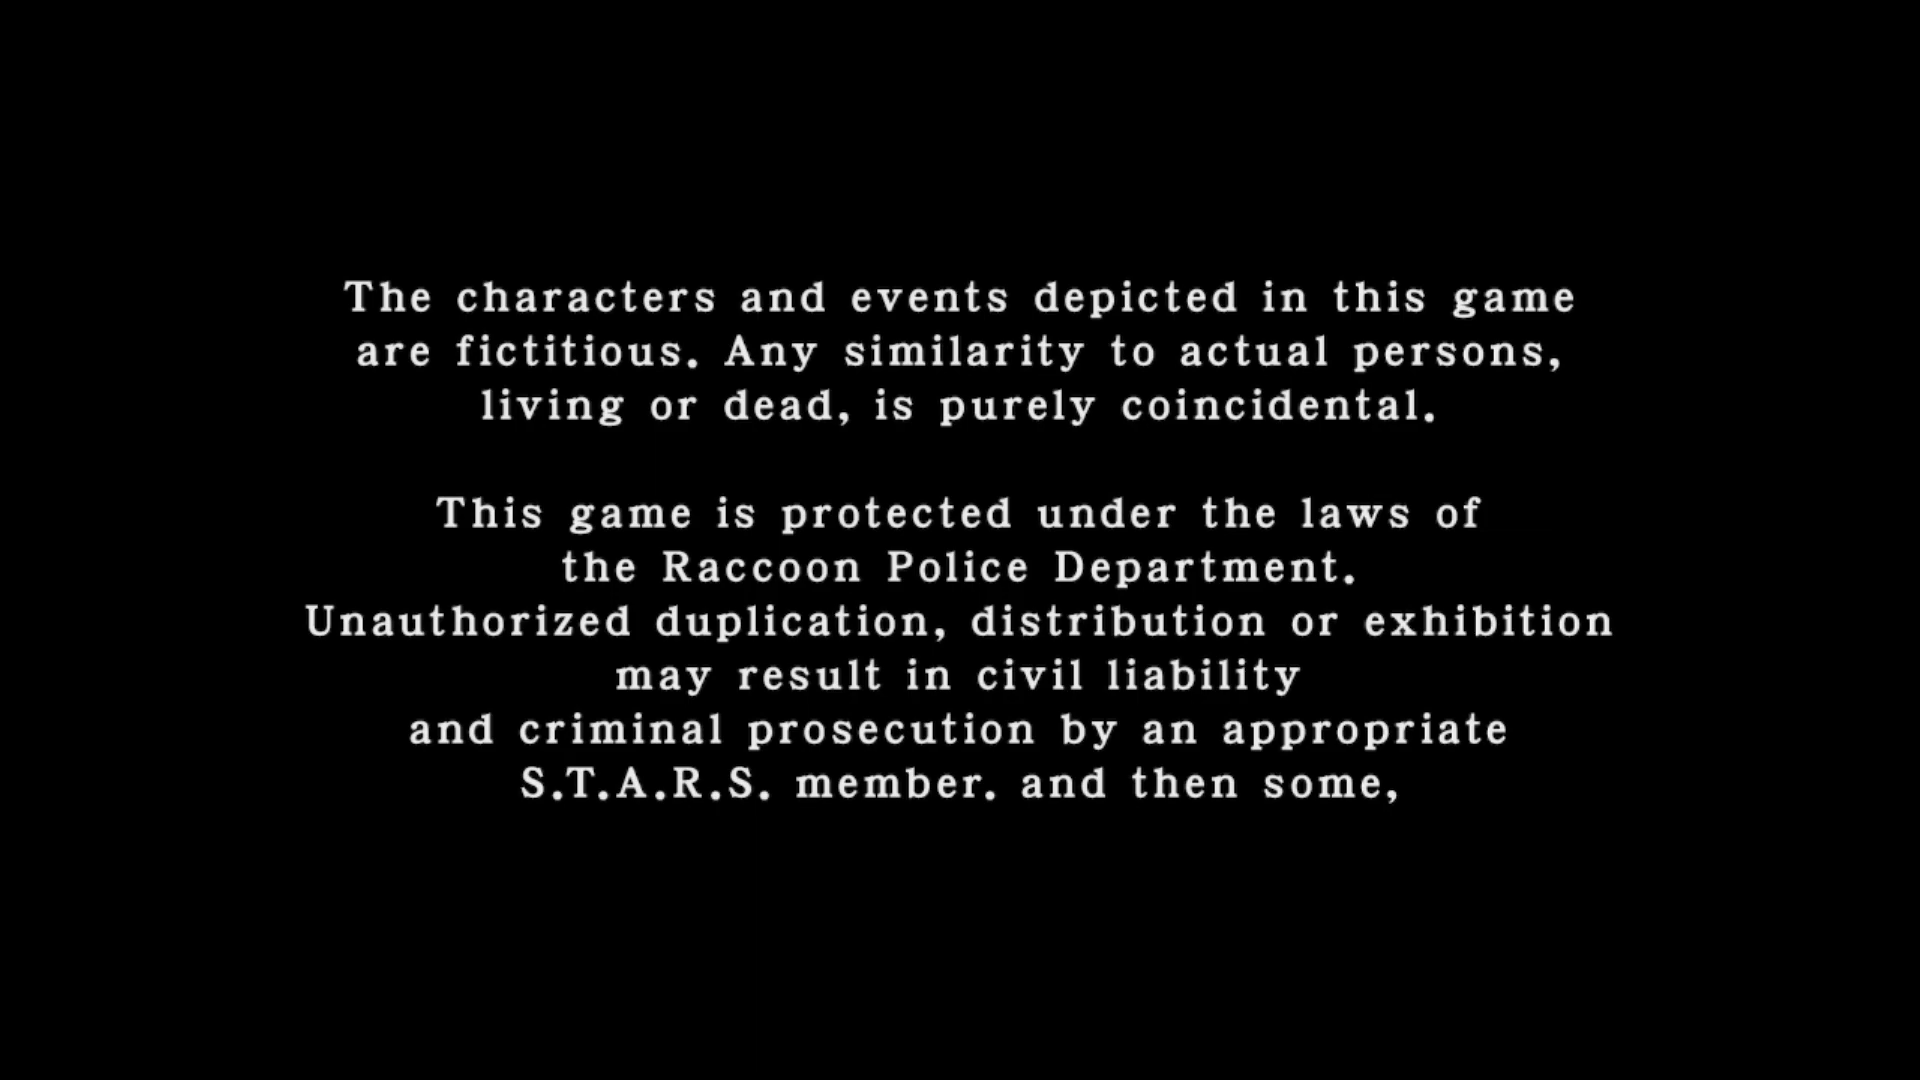 The characters and events depicted in this game
are fictitious. Any similarity to actual persons,
living or dead, is purely coincidental.
This game is protected under the laws of
the Raccoon Police Department.
Unauthorized duplication, distribution or exhibition
may result in civil liability
and criminal prosecution by an appropriate
S.T.A.R.S. member. and then some,